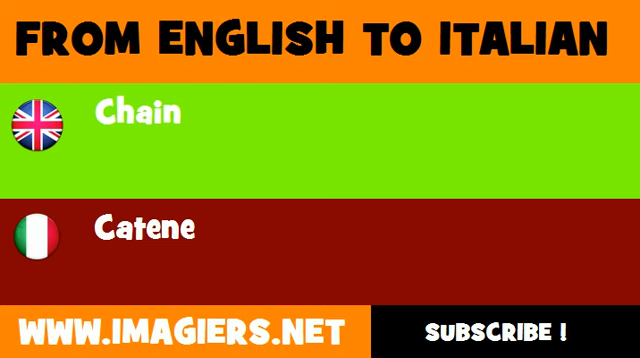 FROM ENGLISH TO ITALIAN
Chain
Catene
WWW.IMAGIERS.NET
SUBSCRIBE !